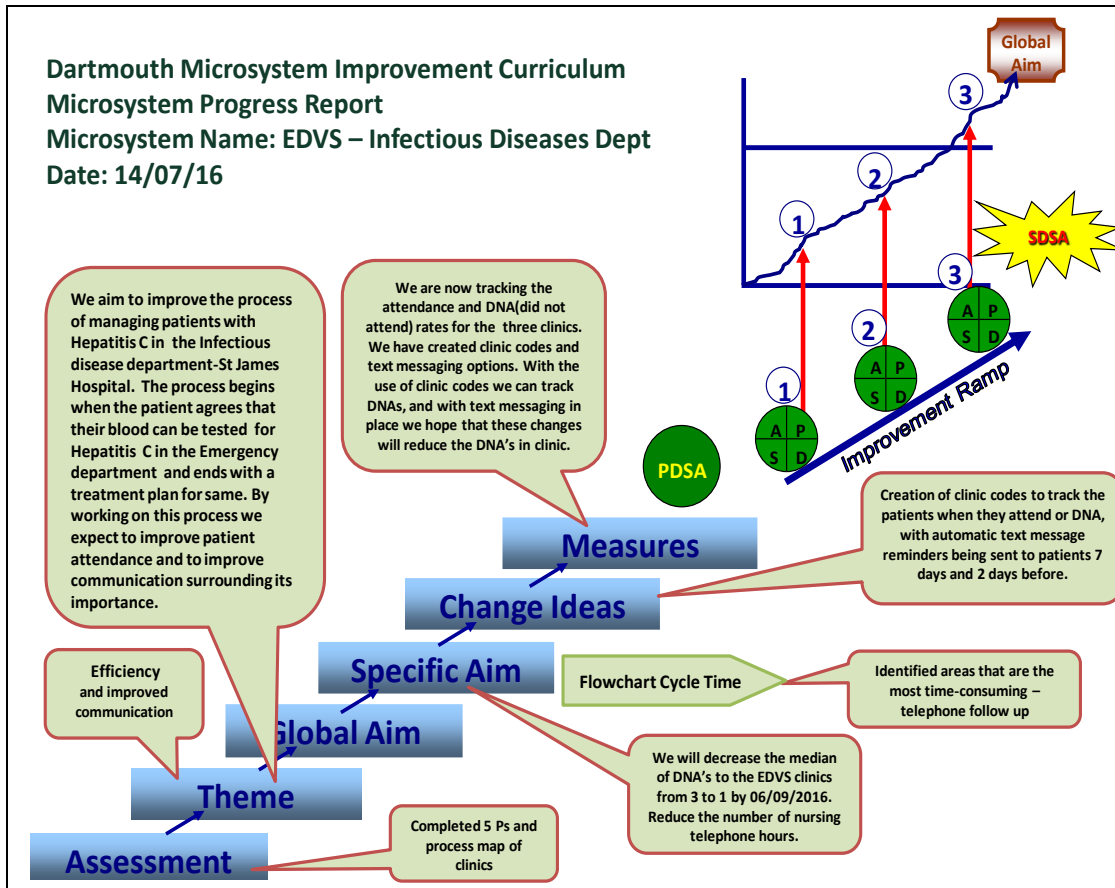 Dartmouth Microsystem Improvement Curriculum
Microsystem Progress Report
Microsystem Name: EDVS – Infectious Diseases Dept
Date: 14/07/16
Global
Aim
3
2
1
SDSA
3
A P
S D
2
A P
S D
1
A P
S D
Improvement Ramp
PDSA
We aim to improve the process
of managing patients with
Hepatitis C in the Infectious
disease department-St James
Hospital. The process begins
when the patient agrees that
their blood can be tested for
Hepatitis C in the Emergency
department and ends with a
treatment plan for same. By
working on this process we
expect to improve patient
attendance and to improve
communication surrounding its
importance.
We are now tracking the
attendance and DNA(did not
attend) rates for the three clinics.
We have created clinic codes and
text messaging options. With the
use of clinic codes we can track
DNAs, and with text messaging in
place we hope that these changes
will reduce the DNA's in clinic.
Creation of clinic codes to track the
patients when they attend or DNA,
with automatic text message
reminders being sent to patients 7
days and 2 days before.
Measures
Change Ideas
Specific Aim
Flowchart Cycle Time
Identified areas that are the
most time-consuming –
telephone follow up
Efficiency
and improved
communication
Global Aim
We will decrease the median
of DNA's to the EDVS clinics
from 3 to 1 by 06/09/2016.
Reduce the number of nursing
telephone hours.
Theme
Completed 5 Ps and
process map of
clinics
Assessment